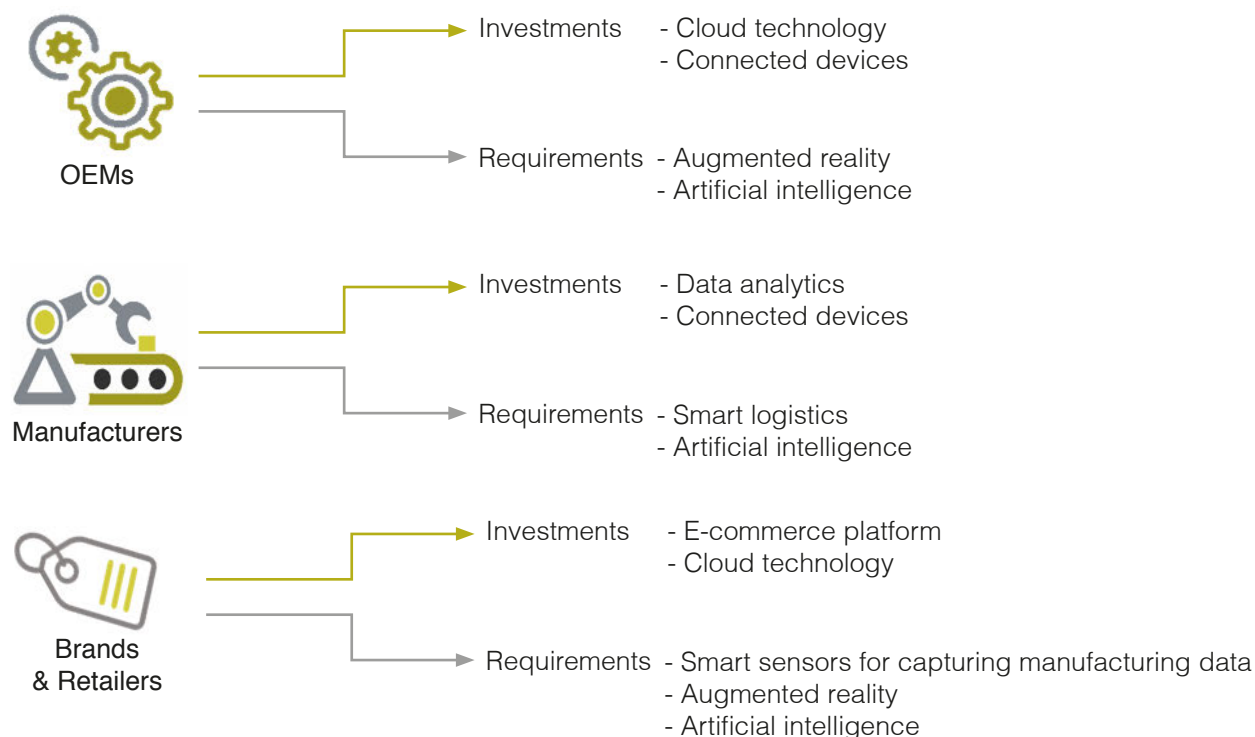 Investments - Cloud technology
- Connected devices
Requirements - Augmented reality
- Artificial intelligence
OEMs
Investments - Data analytics
- Connected devices
Requirements - Smart logistics
- Artificial intelligence
Manufacturers
Investments - E-commerce platform
- Cloud technology
Brands
& Retailers
Requirements - Smart sensors for capturing manufacturing data
- Augmented reality
- Artificial intelligence